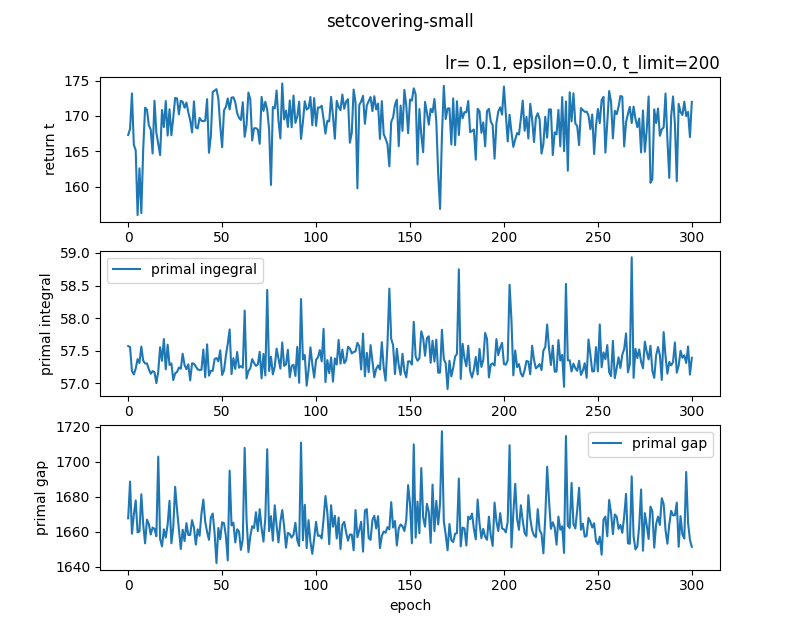 setcovering-small
lr= 0.1, epsilon=0.0, t_limit=200
return t
175
170
165
160
0 50 100 150 200 250 300
primal integral
59.0
58.5
58.0
57.5
57.0
primal ingegral
0 50 100 150 200 250 300
primal gap
1720
1700
1680
1660
1640
primal gap
0 50 100 150 200 250 300
epoch